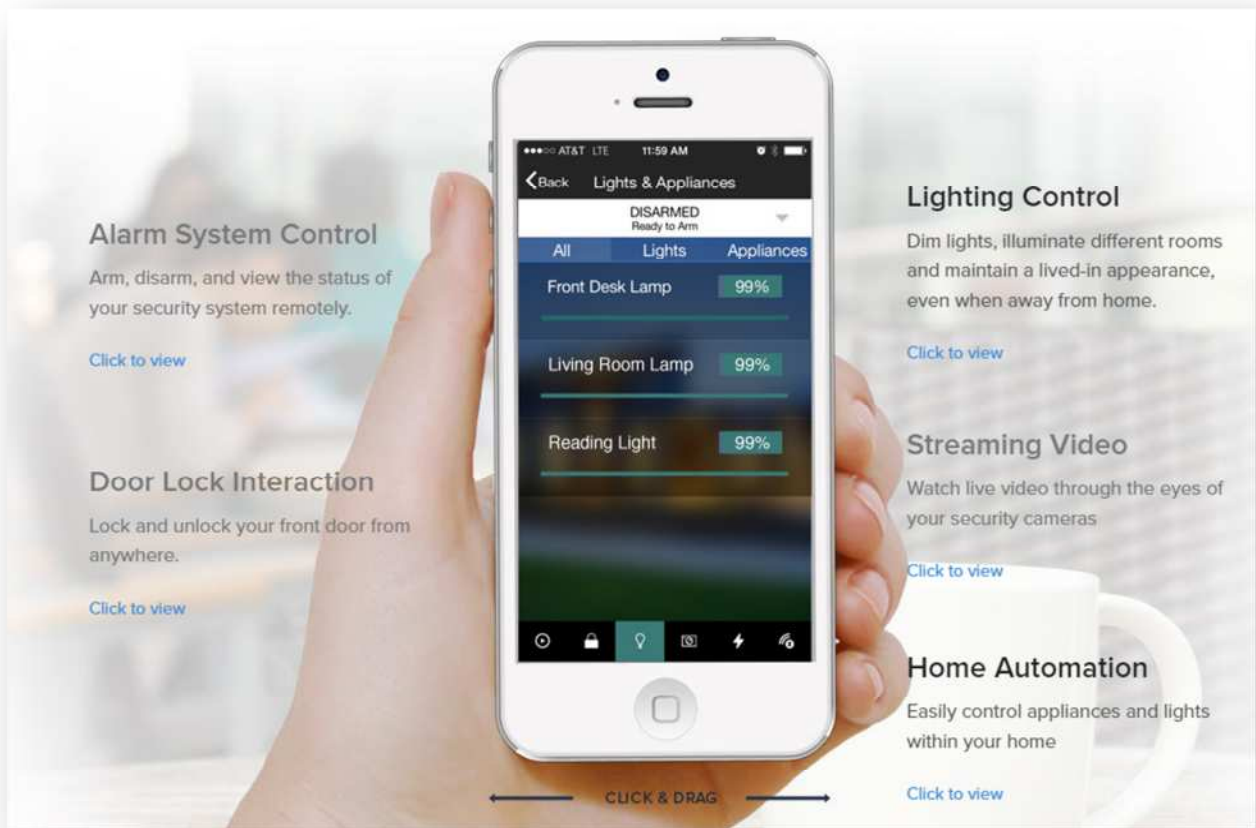 Alarm System Control
Arm, disarm, and view the status of
your security system remotely.
Click to view
Door Lock Interaction
Lock and unlock your front door from
anywhere.
Click to view
AT&T LTE 11:59 AM
Back Lights & Appliances
DISARMED
Ready to Arm
All Lights Appliances
Front Desk Lamp 99%
Living Room Lamp 99%
Reading Light 99%
CLICK & DRAG
Lighting Control
Dim lights, illuminate different rooms
and maintain a lived-in appearance,
even when away from home.
Click to view
Streaming Video
Watch live video through the eyes of
your security cameras
Click to view
Home Automation
Easily control appliances and lights
within your home
Click to view